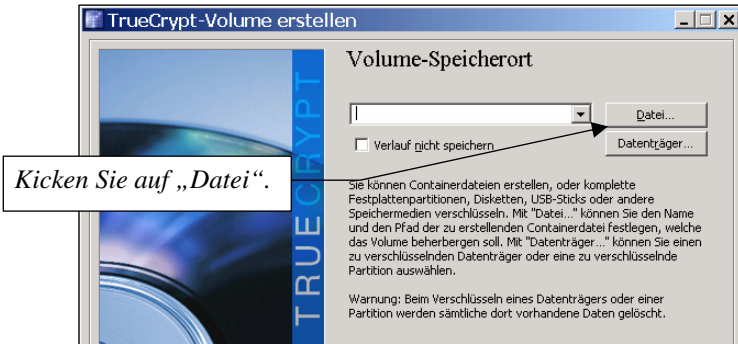 TrueCrypt-Volume erstellen
TRUECRYPT
Volume-Speicherort
Datei...
Verlauf nicht speichern
Datenträger...
Kicken Sie auf „Datei“.
Sie können Containerdateien erstellen, oder komplette
Festplattenpartitionen, Disketten, USB-Sticks oder andere
Speichermedien verschlüsseln. Mit "Datei..." können Sie den Name
und den Pfad der zu erstellenden Containerdatei festlegen, welche
das Volume beherbergen soll. Mit "Datenträger..." können Sie einen
zu verschlüsselnden Datenträger oder eine zu verschlüsselnde
Partition auswählen.
Warnung: Beim Verschlüsseln eines Datenträgers oder einer
Partition werden sämtliche dort vorhandene Daten gelöscht.